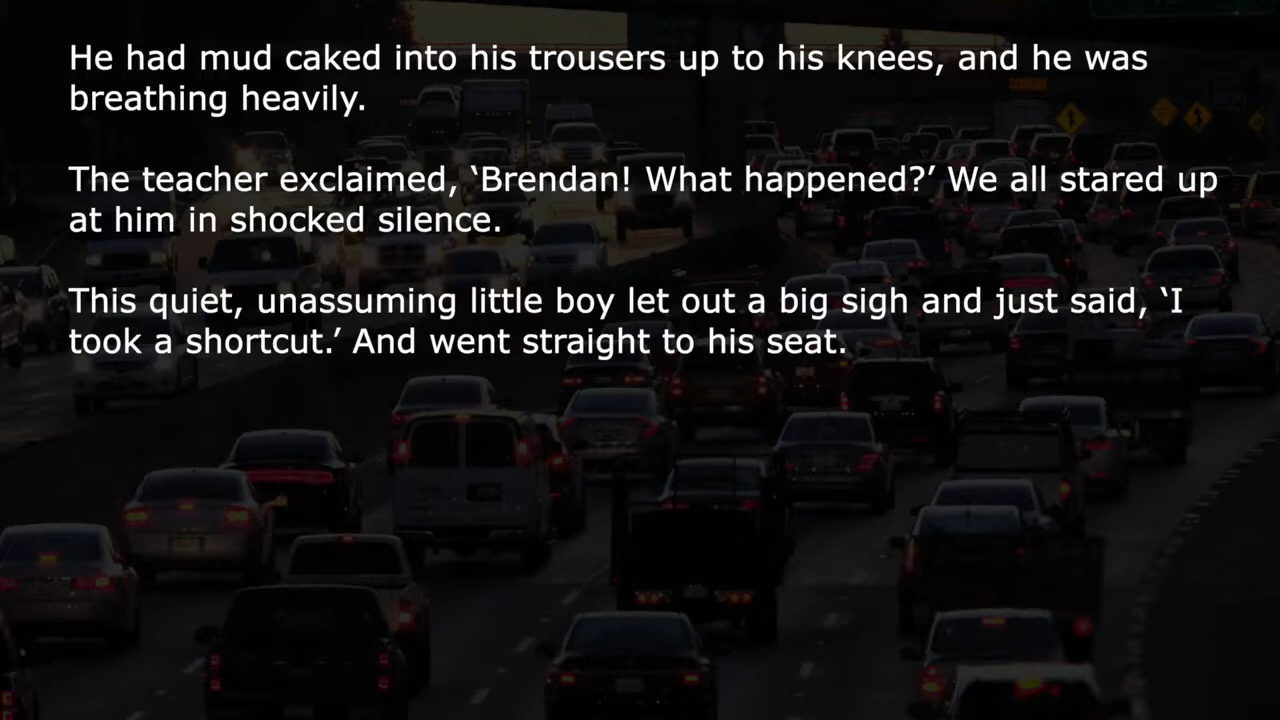 He had mud caked into his trousers up to his knees, and he was
breathing heavily.
The teacher exclaimed, ‘Brendan! What happened?’ We all stared up
at him in shocked silence.
This quiet, unassuming little boy let out a big sigh and just said, ‘I
took a shortcut.’ And went straight to his seat.